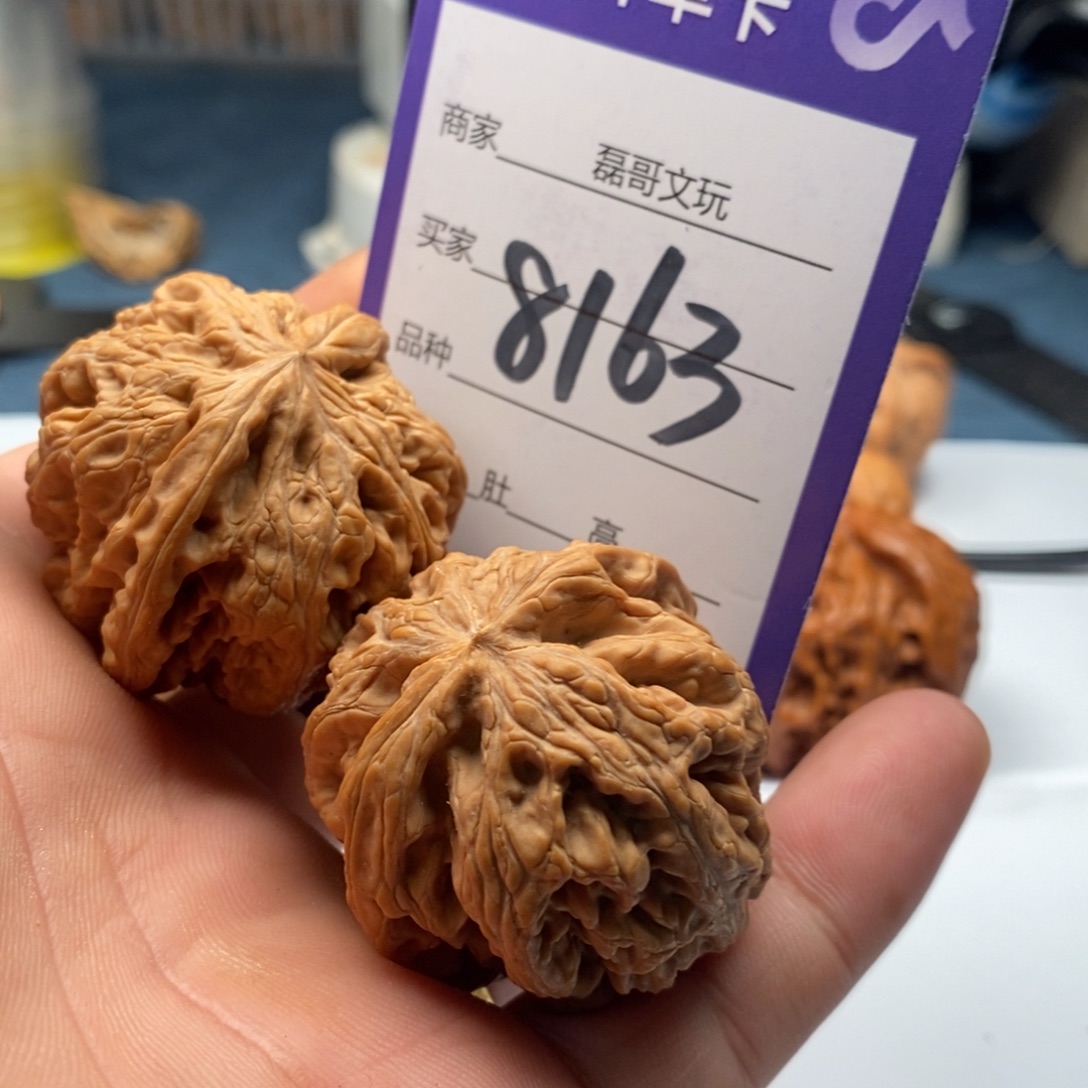 商家 磊哥文玩
买家 8163
品种
肚 高